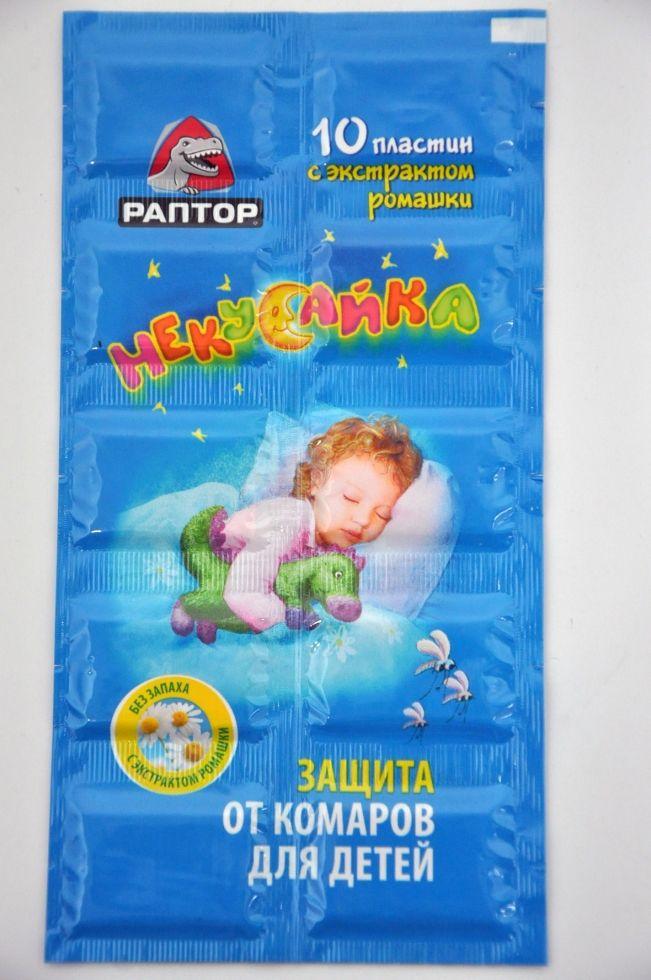 10 пластин
с экстрактом
ромашки
РАПТОР
НЕКУСАЙКА
БЕЗ ЗАПАХА
С ЭКСТРАКТОМ РОМАШКИ
ЗАЩИТА
ОТ КОМАРОВ
ДЛЯ ДЕТЕЙ